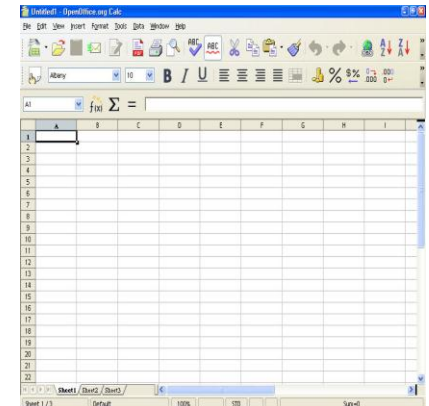 Untitled1 - OpenOffice.org Calc
File Edit View Insert Format Tools Data Window Help
ABC ABC
Albany 10 B I U
A1 f(x) Σ =
A B C D E F G H I
1
2
3
4
5
6
7
8
9
10
11
12
13
14
15
16
17
18
19
20
21
22
Sheet1 Sheet2 Sheet3
Sheet 1 / 3 Default 100% STD Sum=0